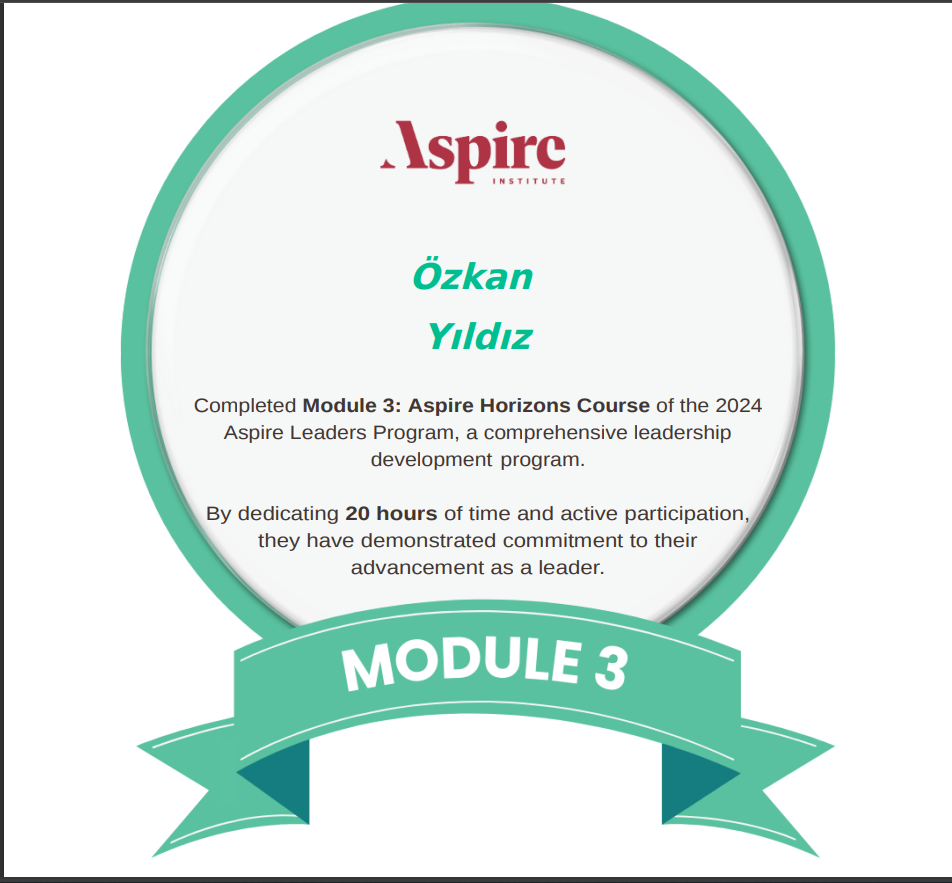 Aspire
INSTITUTE
Özkan
Yıldız
Completed Module 3: Aspire Horizons Course of the 2024
Aspire Leaders Program, a comprehensive leadership
development program.
By dedicating 20 hours of time and active participation,
they have demonstrated commitment to their
advancement as a leader.
MODULE 3